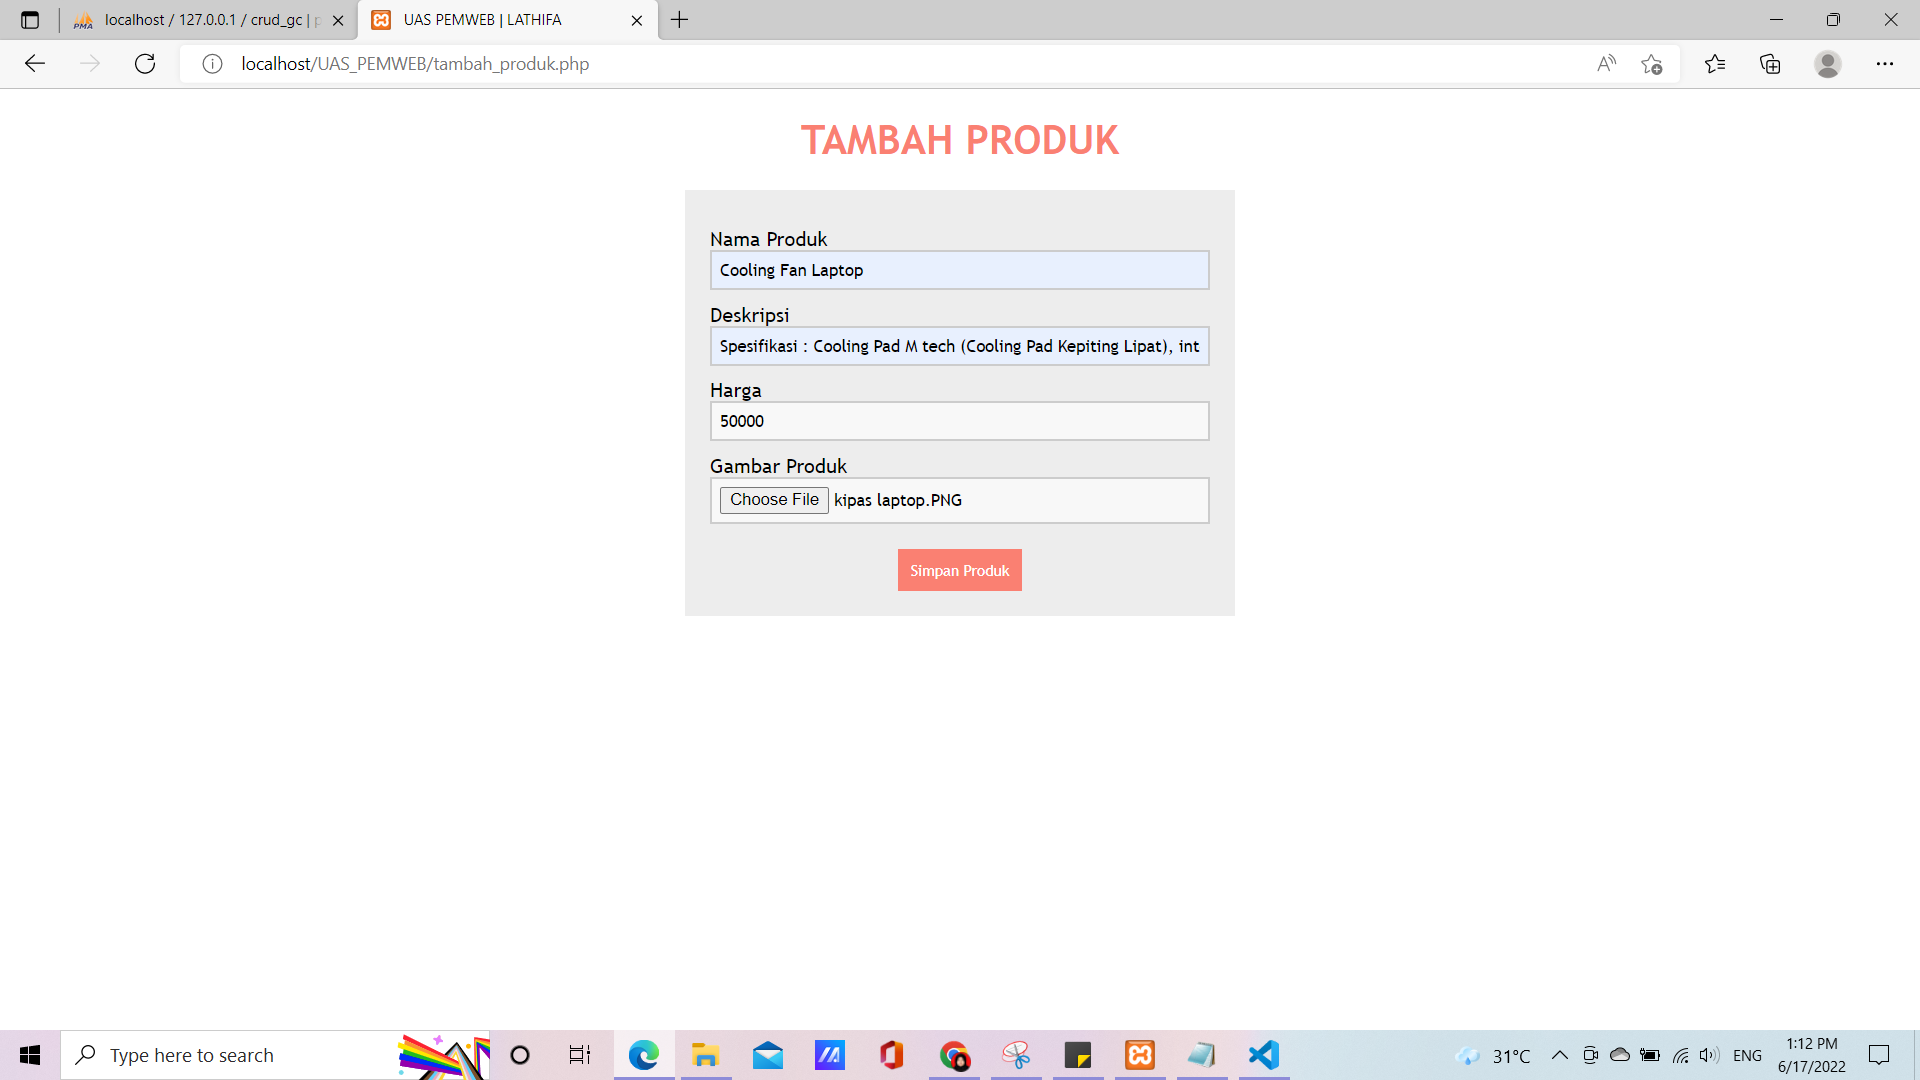 localhost / 127.0.0.1 / crud_gc | p
UAS PEMWEB | LATHIFA
localhost/UAS_PEMWEB/tambah_produk.php
TAMBAH PRODUK
Nama Produk
Cooling Fan Laptop
Deskripsi
Spesifikasi : Cooling Pad M tech (Cooling Pad Kepiting Lipat), int
Harga
50000
Gambar Produk
Choose File kipas laptop.PNG
Simpan Produk
Type here to search
31°C
ENG
1:12 PM
6/17/2022